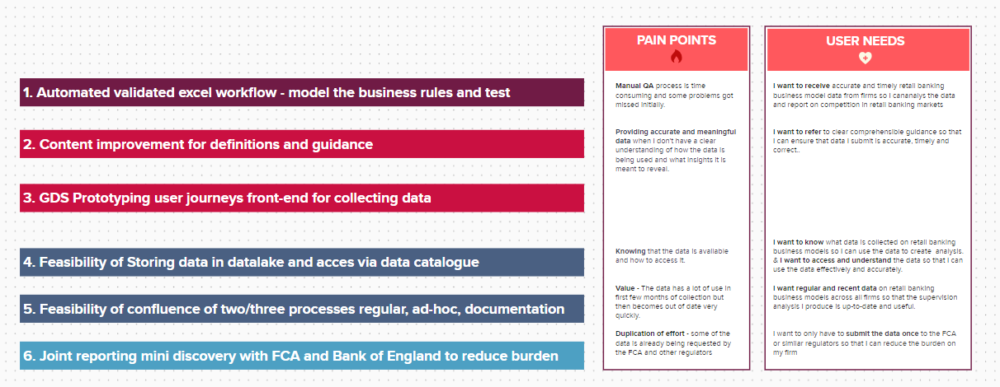 PAIN POINTS
USER NEEDS
1. Automated validated excel workflow - model the business rules and test
Manual QA process is time
consuming and some problems got
missed initially.
I want to receive accurate and timely retail banking
business model data from firms so I cananalys the data
and report on competition in retail banking markets
2. Content improvement for definitions and guidance
Providing accurate and meaningful
data when I don't have a clear
understanding of how the data is
being used and what insights it is
meant to reveal.
I want to refer to clear comprehensible guidance so that
I can ensure that data I submit is accurate, timely and
correct..
3. GDS Prototyping user journeys front-end for collecting data
4. Feasibility of Storing data in datalake and acces via data catalogue
Knowing that the data is available
and how to access it.
I want to know what data is collected on retail banking
business models so I can use the data to create analysis.
& I want to access and understand the data so that I can
use the data effectively and accurately.
5. Feasibility of confluence of two/three processes regular, ad-hoc, documentation
Value - The data has a lot of use in
first few months of collection but
then becomes out of date very
quickly.
I want regular and recent data on retail banking
business models across all firms so that the supervision
analysis I produce is up-to-date and useful.
6. Joint reporting mini discovery with FCA and Bank of England to reduce burden
Duplication of effort - some of the
data is already being requested by
the FCA and other regulators
I want to only have to submit the data once to the FCA
or similar regulators so that I can reduce the burden on
my firm